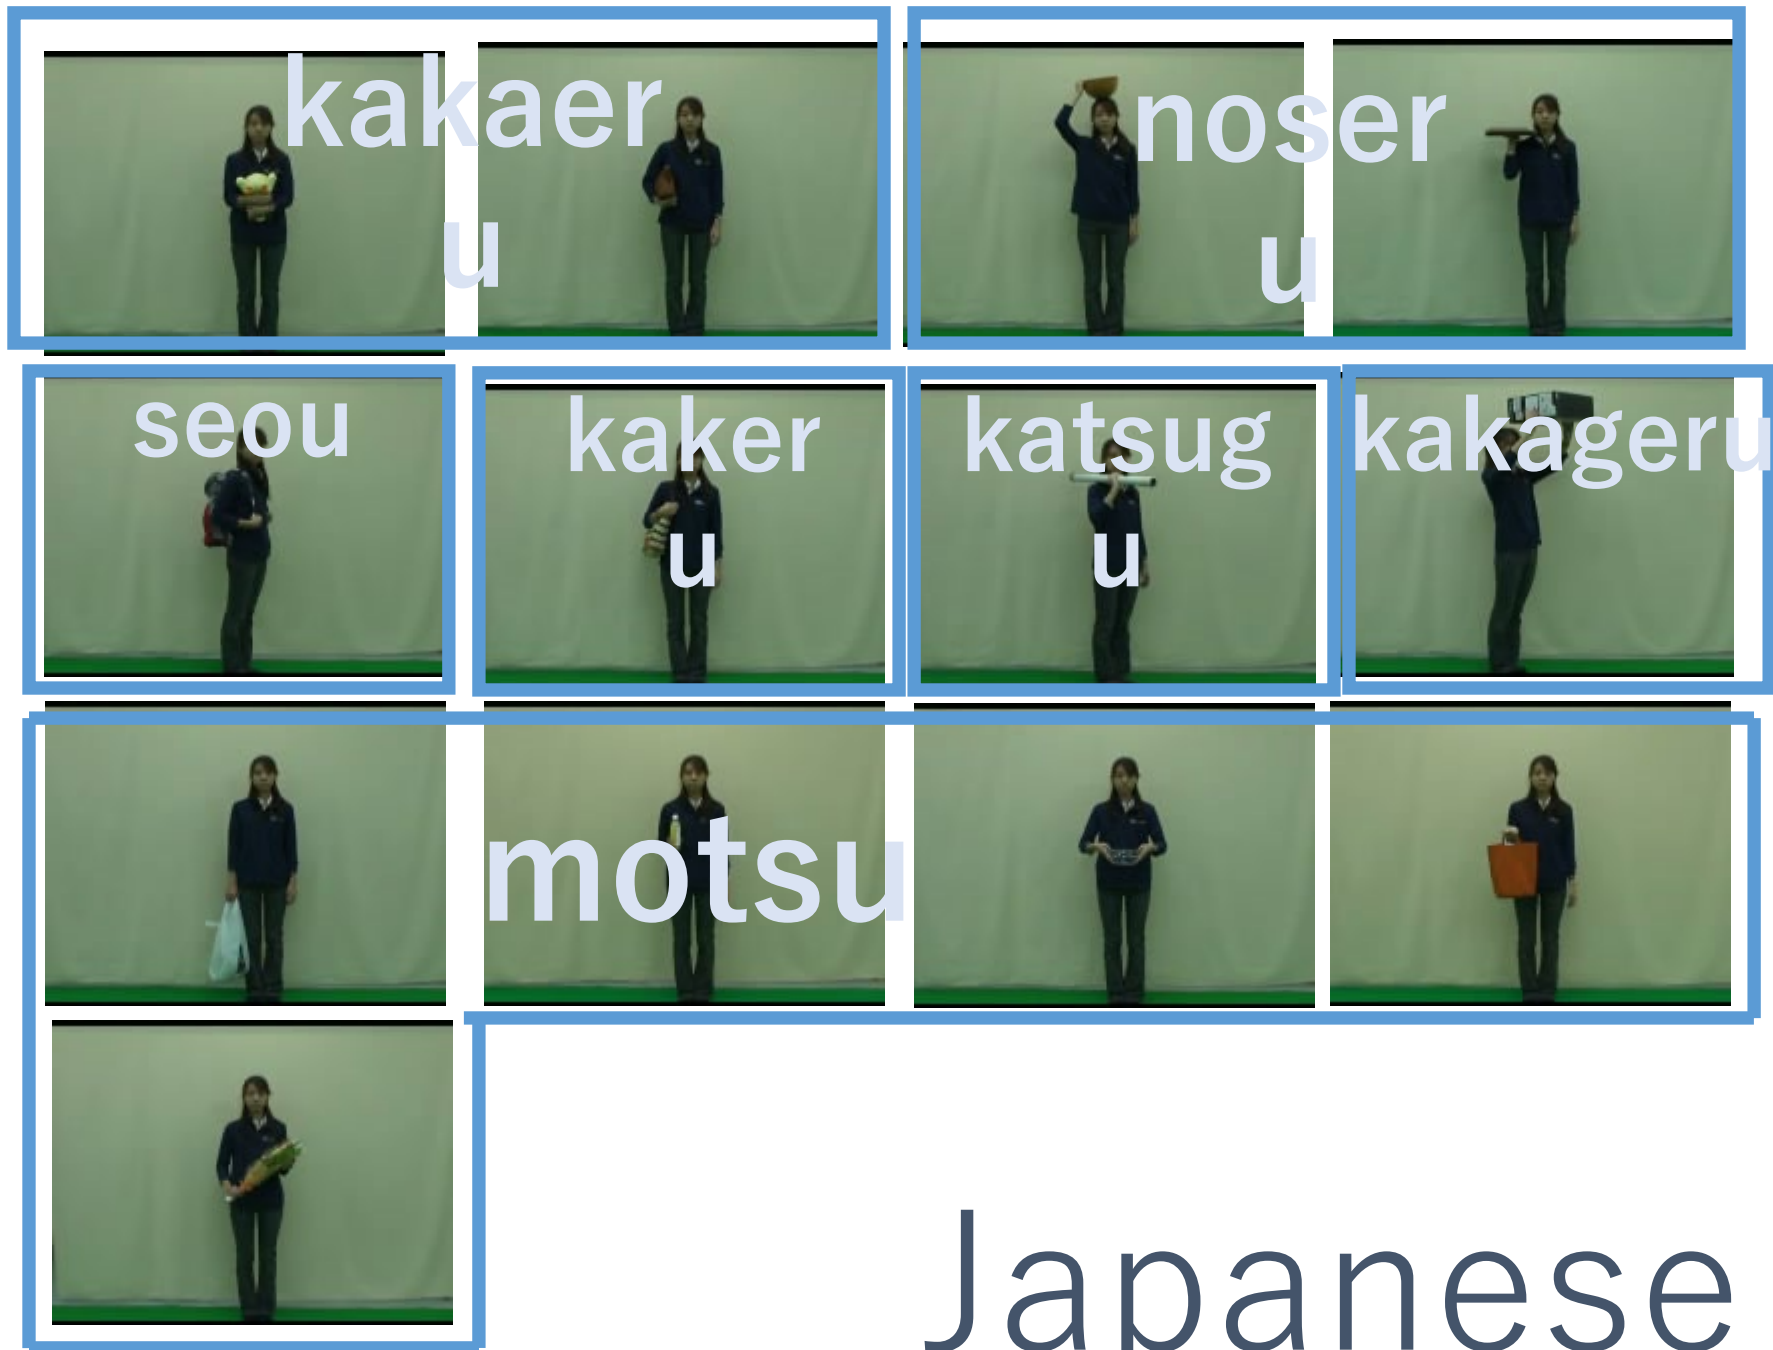 kakaer
u
noser
u
seou
kaker
u
katsug
u
kakageru
motsu
Japanese